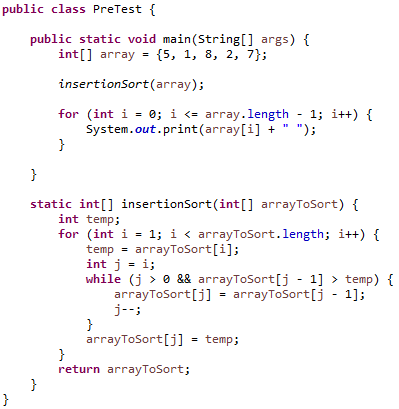 public class PreTest {
public static void main(String[] args) {
int[] array = {5, 1, 8, 2, 7};
insertionSort(array);
for (int i = 0; i <= array.length - 1; i++) {
System.out.print(array[i] + " ");
}
}
static int[] insertionSort(int[] arrayToSort) {
int temp;
for (int i = 1; i < arrayToSort.length; i++) {
temp = arrayToSort[i];
int j = i;
while (j > 0 && arrayToSort[j - 1] > temp) {
arrayToSort[j] = arrayToSort[j - 1];
j--;
}
arrayToSort[j] = temp;
}
return arrayToSort;
}
}